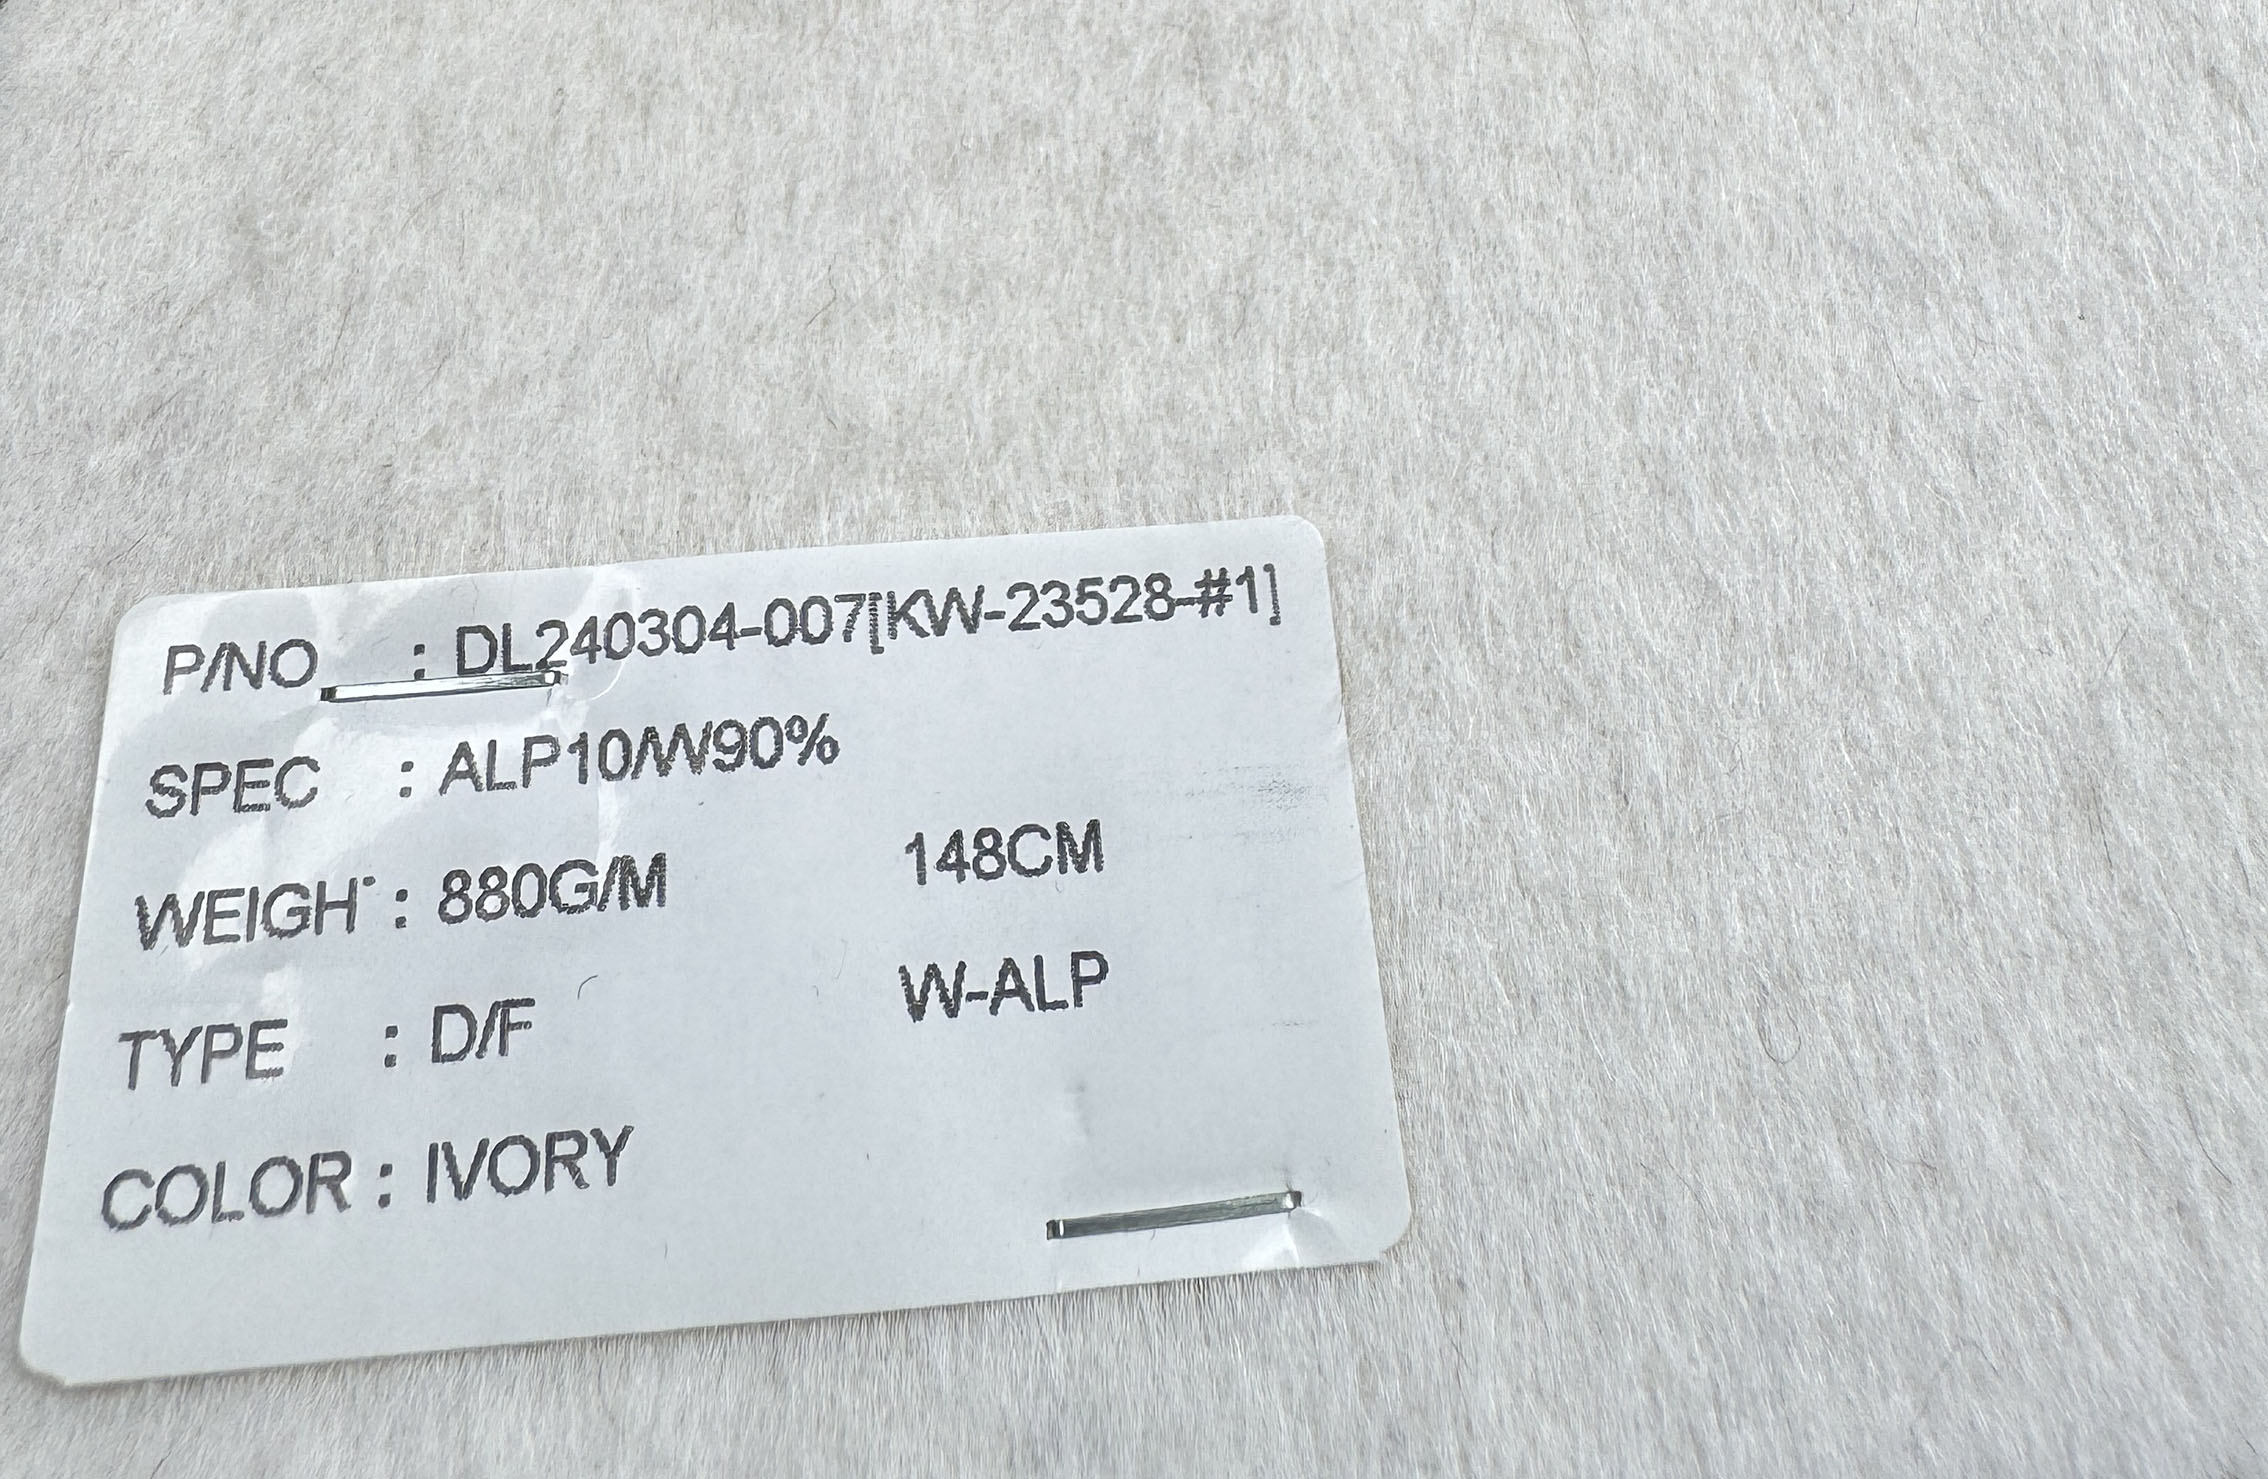 P/NO : DL240304-007[KW-23528-#1]
SPEC : ALP10/W90%
WEIGH : 880G/M 148CM
TYPE : D/F W-ALP
COLOR : IVORY